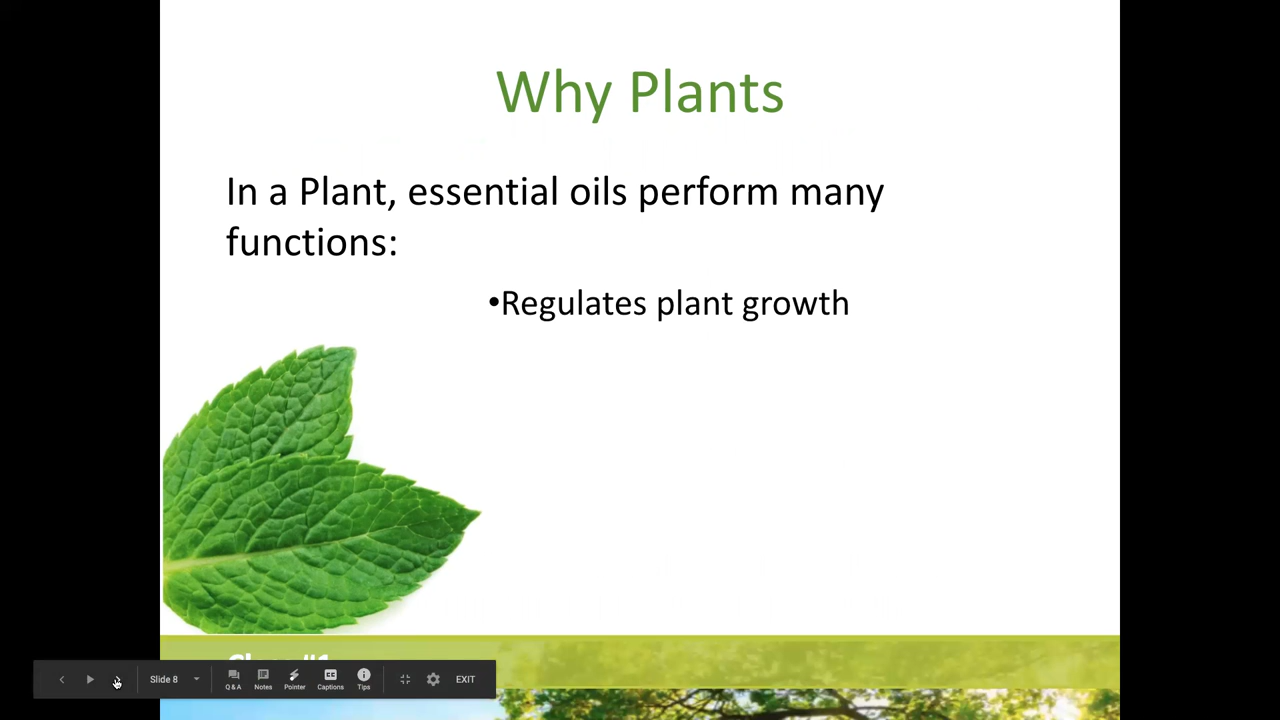 Why Plants
In a Plant, essential oils perform many
functions:
•Regulates plant growth
Slide 8
Q & A
Notes
Pointer
Captions
Tips
EXIT